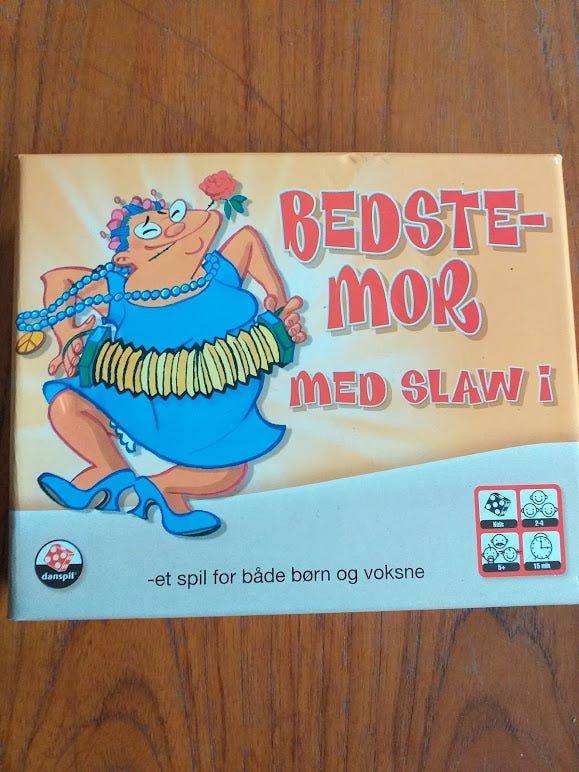 BEDSTE-
MOR
MED SLAW i
Kids
2-4
5+
15 min
danspil
-et spil for både børn og voksne